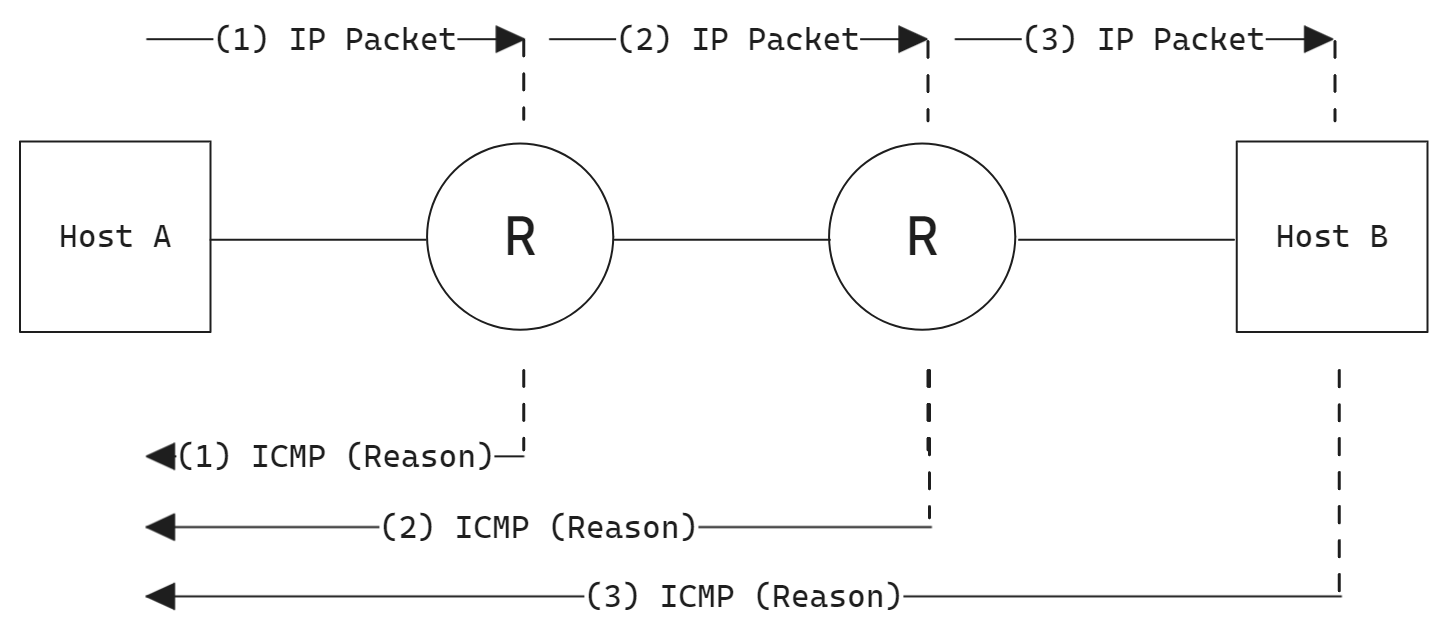 (1) IP Packet
(2) IP Packet
(3) IP Packet
Host A
R
R
Host B
(1) ICMP (Reason)
(2) ICMP (Reason)
(3) ICMP (Reason)